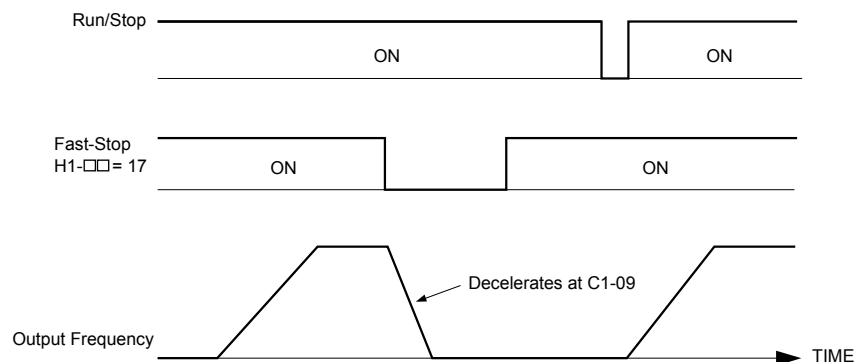 Run/Stop
ON
ON
Fast-Stop
H1-□□= 17
ON
ON
Decelerates at C1-09
Output Frequency
TIME